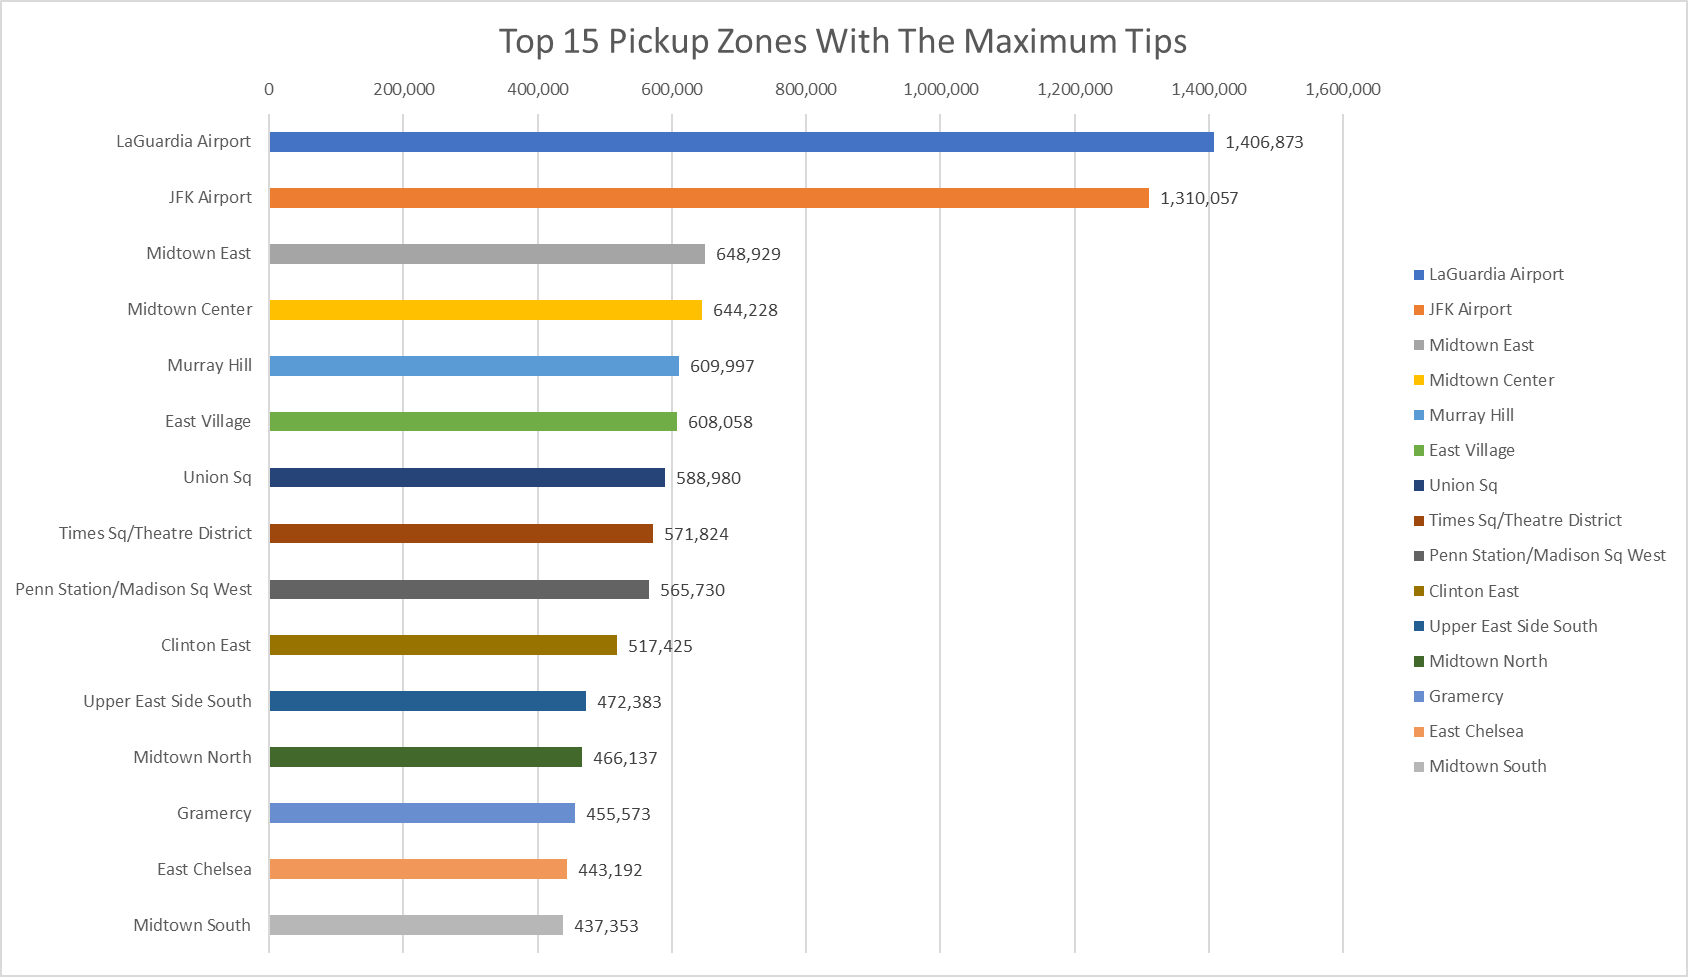 Top 15 Pickup Zones With The Maximum Tips
0 200,000 400,000 600,000 800,000 1,000,000 1,200,000 1,400,000 1,600,000
LaGuardia Airport 1,406,873
JFK Airport 1,310,057
Midtown East 648,929
Midtown Center 644,228
Murray Hill 609,997
East Village 608,058
Union Sq 588,980
Times Sq/Theatre District 571,824
Penn Station/Madison Sq West 565,730
Clinton East 517,425
Upper East Side South 472,383
Midtown North 466,137
Gramercy 455,573
East Chelsea 443,192
Midtown South 437,353
LaGuardia Airport
JFK Airport
Midtown East
Midtown Center
Murray Hill
East Village
Union Sq
Times Sq/Theatre District
Penn Station/Madison Sq West
Clinton East
Upper East Side South
Midtown North
Gramercy
East Chelsea
Midtown South